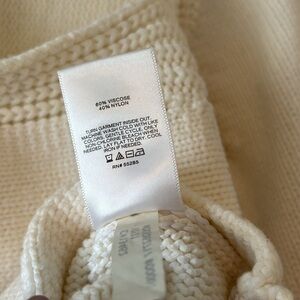 60% VISCOSE
40% NYLON
TURN GARMENT INSIDE OUT.
MACHINE WASH COLD WITH LIKE
COLORS, GENTLE CYCLE. ONLY
NON-CHLORINE BLEACH WHEN
NEEDED. LAY FLAT TO DRY. COOL
IRON IF NEEDED.
RN# 55285